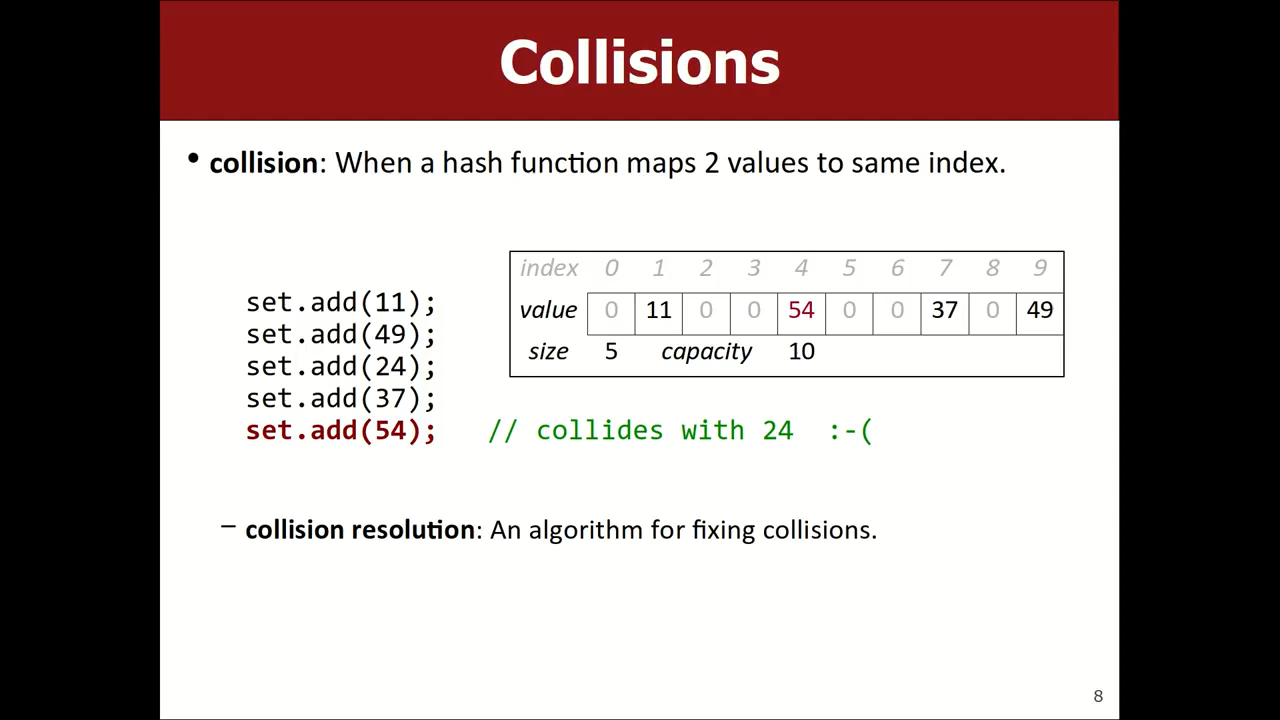 Collisions
• collision: When a hash function maps 2 values to same index.
index 0 1 2 3 4 5 6 7 8 9
value 0 11 0 0 54 0 0 37 0 49
size 5 capacity 10
set.add(11);
set.add(49);
set.add(24);
set.add(37);
set.add(54); // collides with 24 :-(
– collision resolution: An algorithm for fixing collisions.
8